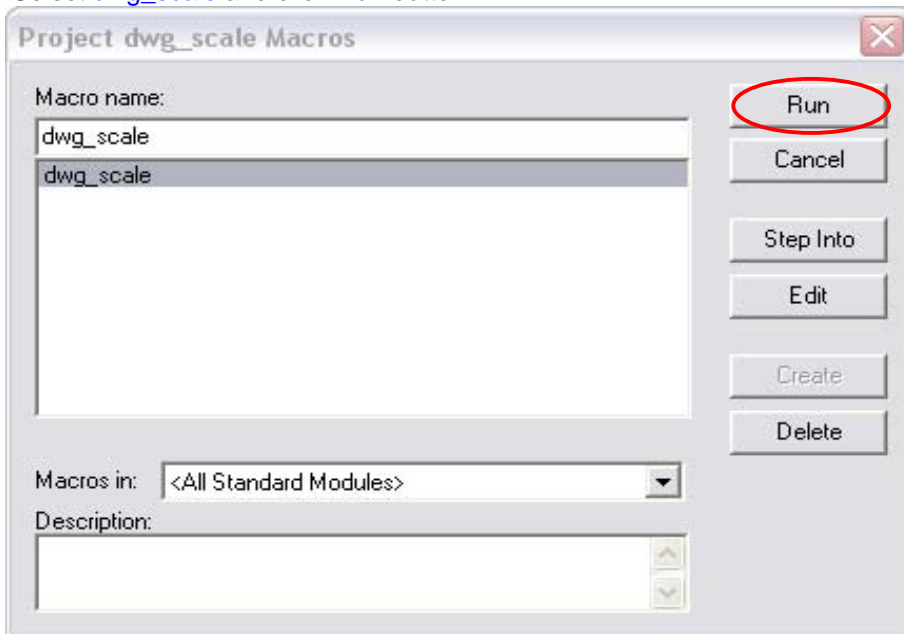 Project dwg_scale Macros
Macro name:
dwg_scale
dwg_scale
Run
Cancel
Step Into
Edit
Create
Delete
Macros in: <All Standard Modules>
Description: